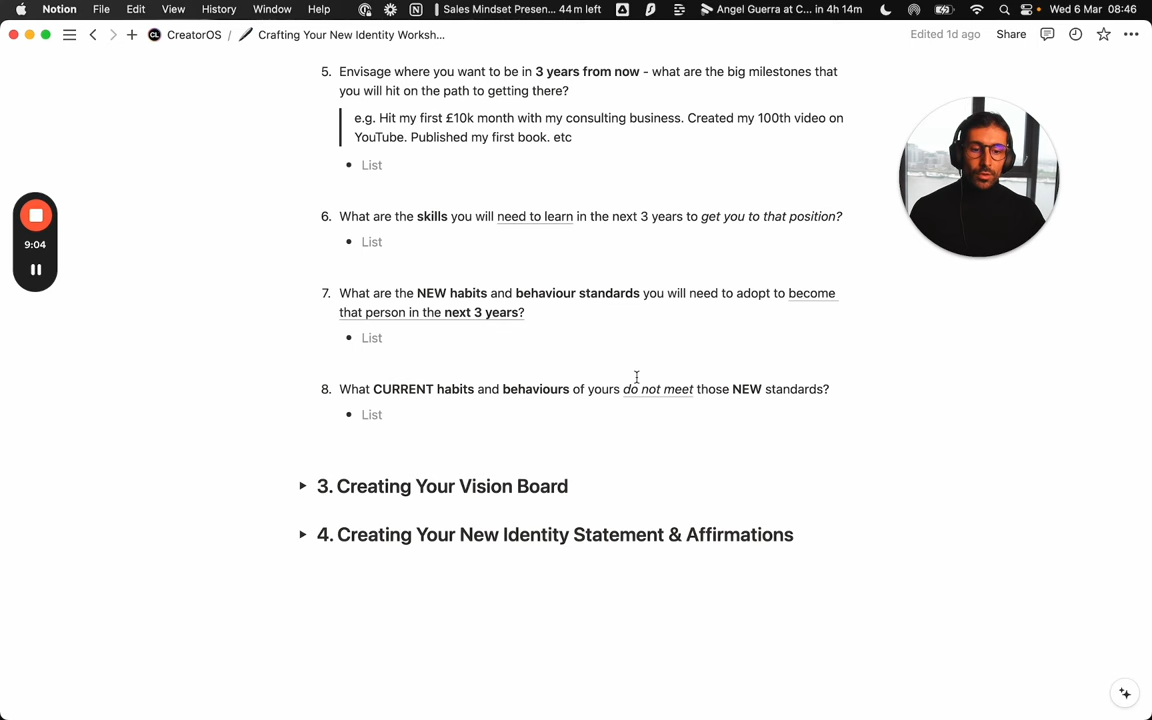 Notion File Edit View History Window Help Sales Mindset Presen... 44 m left Angel Guerra at C... in 4h 14m Wed 6 Mar 08:46
CreatorOS / Crafting Your New Identity Worksh... Edited 1d ago Share
5. Envisage where you want to be in 3 years from now - what are the big milestones that
you will hit on the path to getting there?
e.g. Hit my first £10k month with my consulting business. Created my 100th video on
YouTube. Published my first book. etc
• List
6. What are the skills you will need to learn in the next 3 years to get you to that position?
• List
9:04
7. What are the NEW habits and behaviour standards you will need to adopt to become
that person in the next 3 years?
• List
8. What CURRENT habits and behaviours of yours do not meet those NEW standards?
• List
3. Creating Your Vision Board
4. Creating Your New Identity Statement & Affirmations